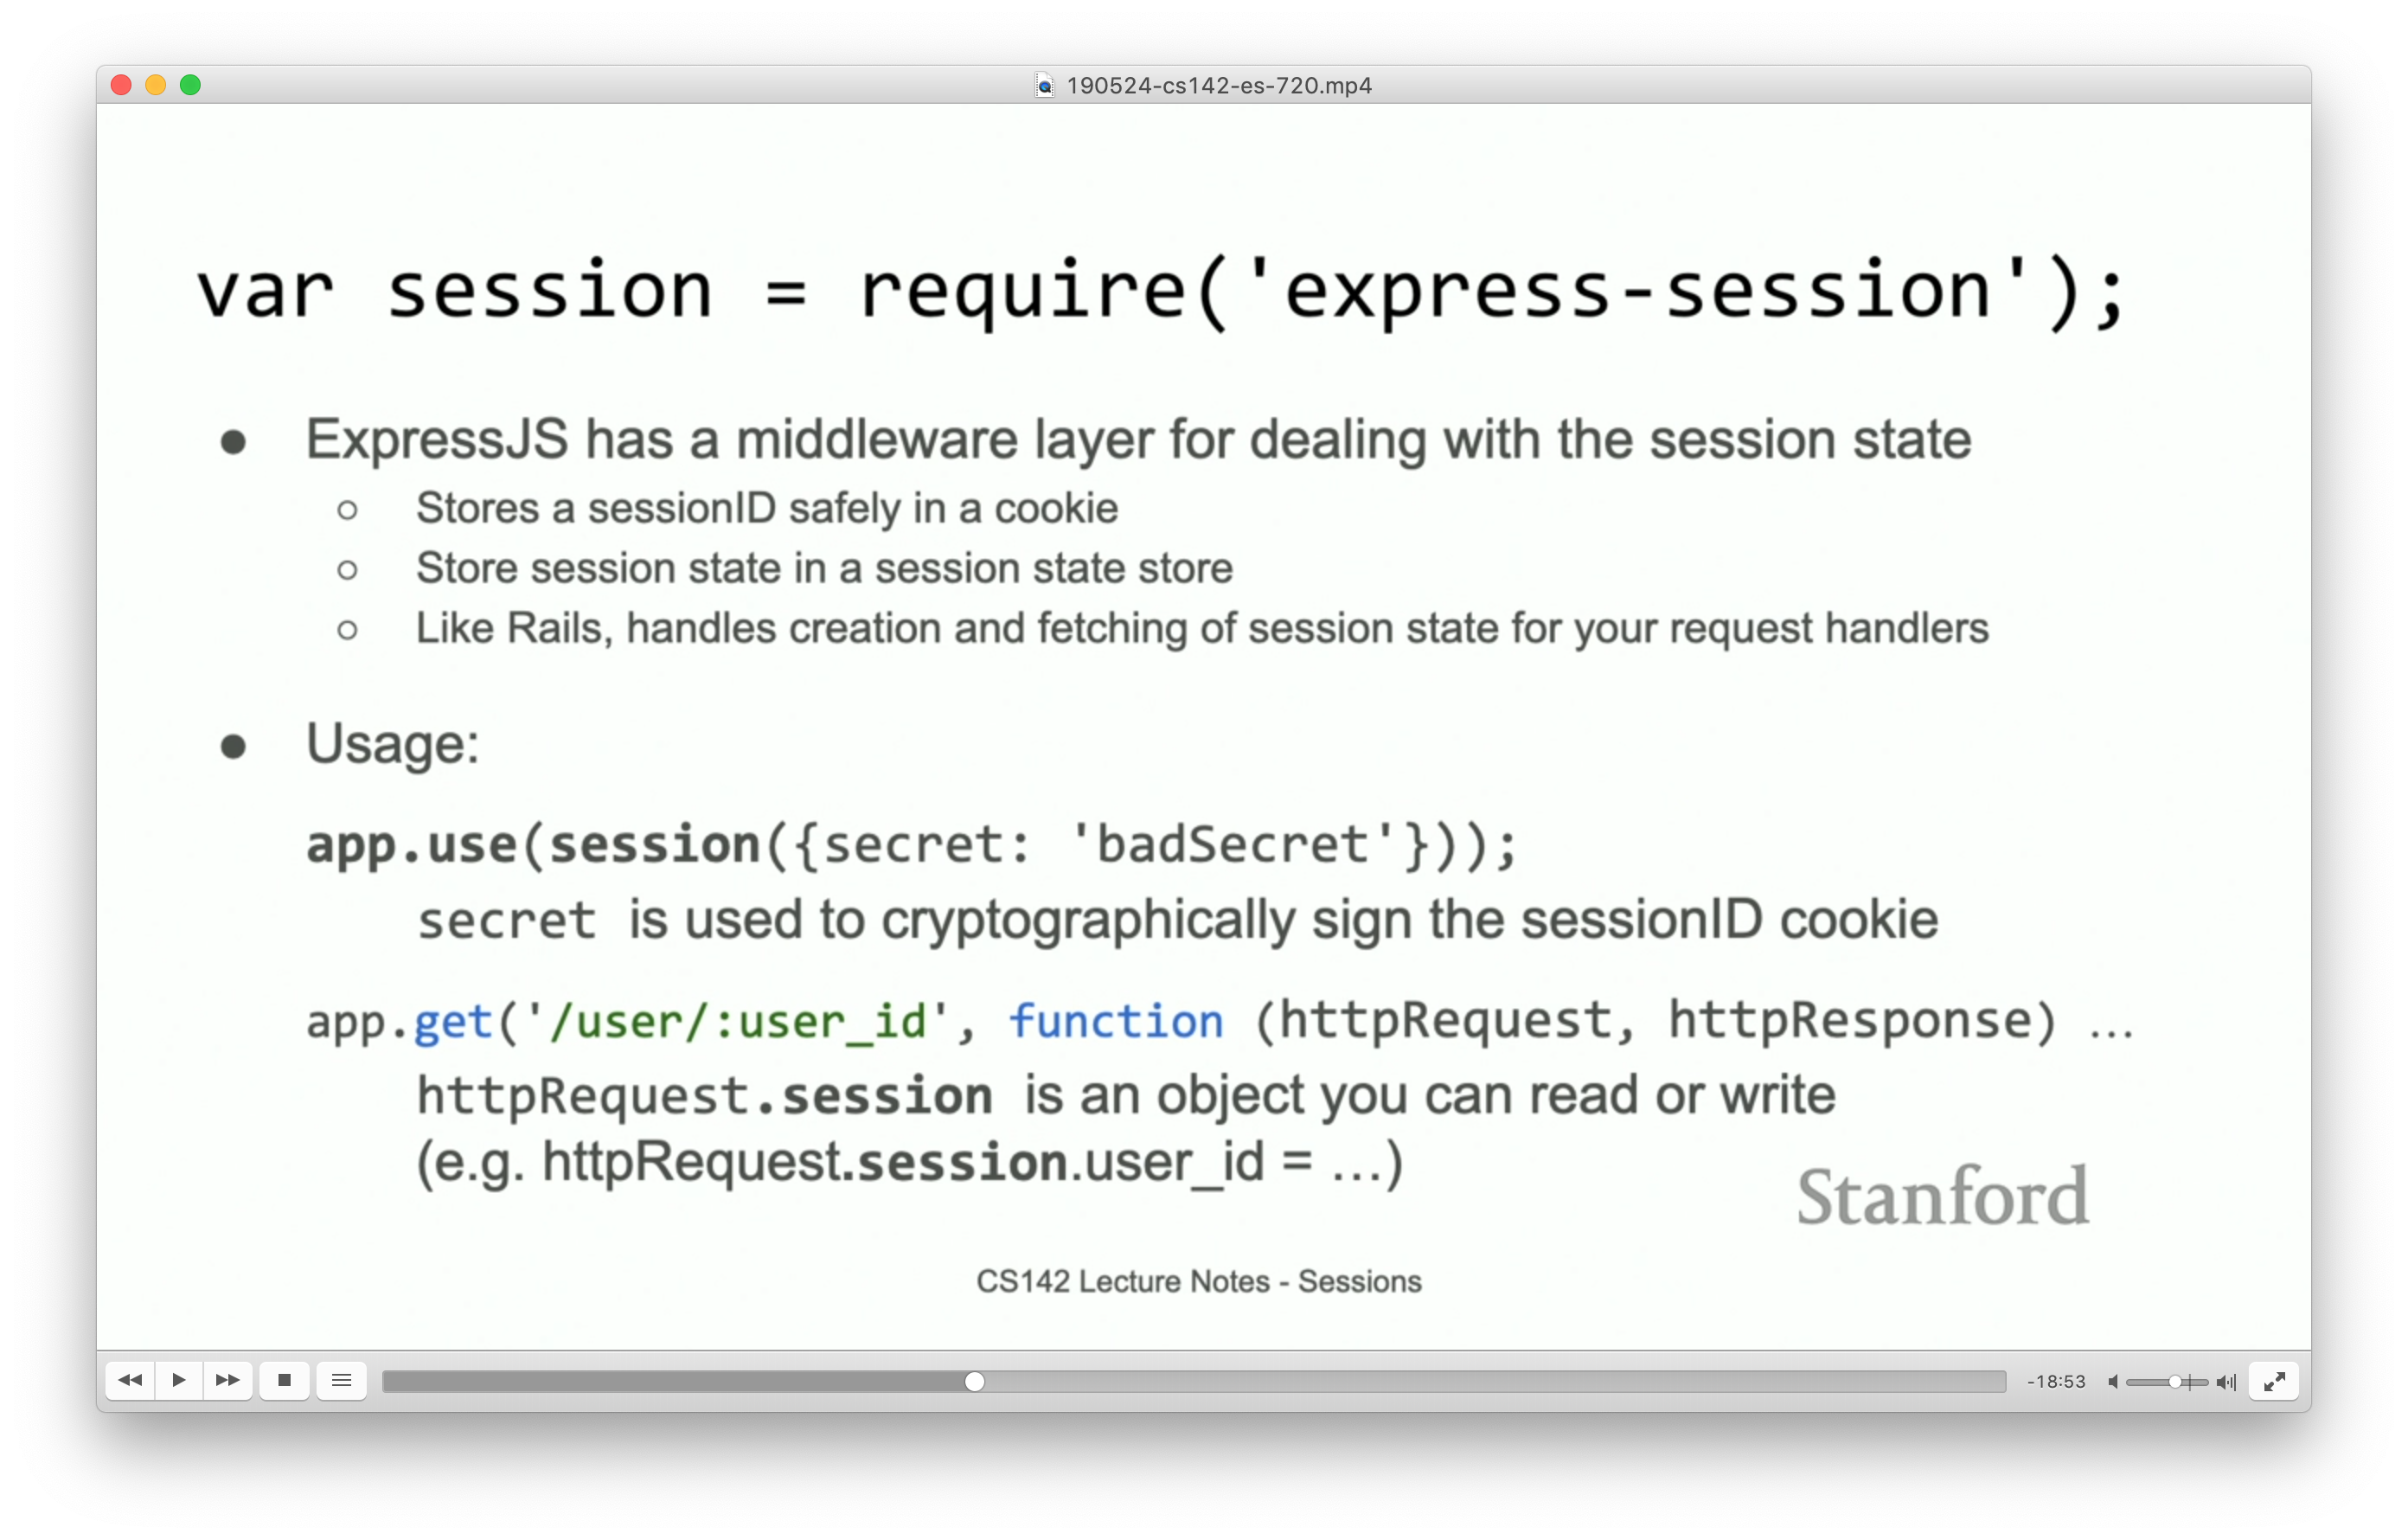 190524-cs142-es-720.mp4
var session = require('express-session');
● ExpressJS has a middleware layer for dealing with the session state
○ Stores a sessionID safely in a cookie
○ Store session state in a session state store
○ Like Rails, handles creation and fetching of session state for your request handlers
● Usage:
app.use(session({secret: 'badSecret'}));
secret is used to cryptographically sign the sessionID cookie
app.get('/user/:user_id', function (httpRequest, httpResponse) …
httpRequest.session is an object you can read or write
(e.g. httpRequest.session.user_id = …)
Stanford
CS142 Lecture Notes - Sessions
-18:53